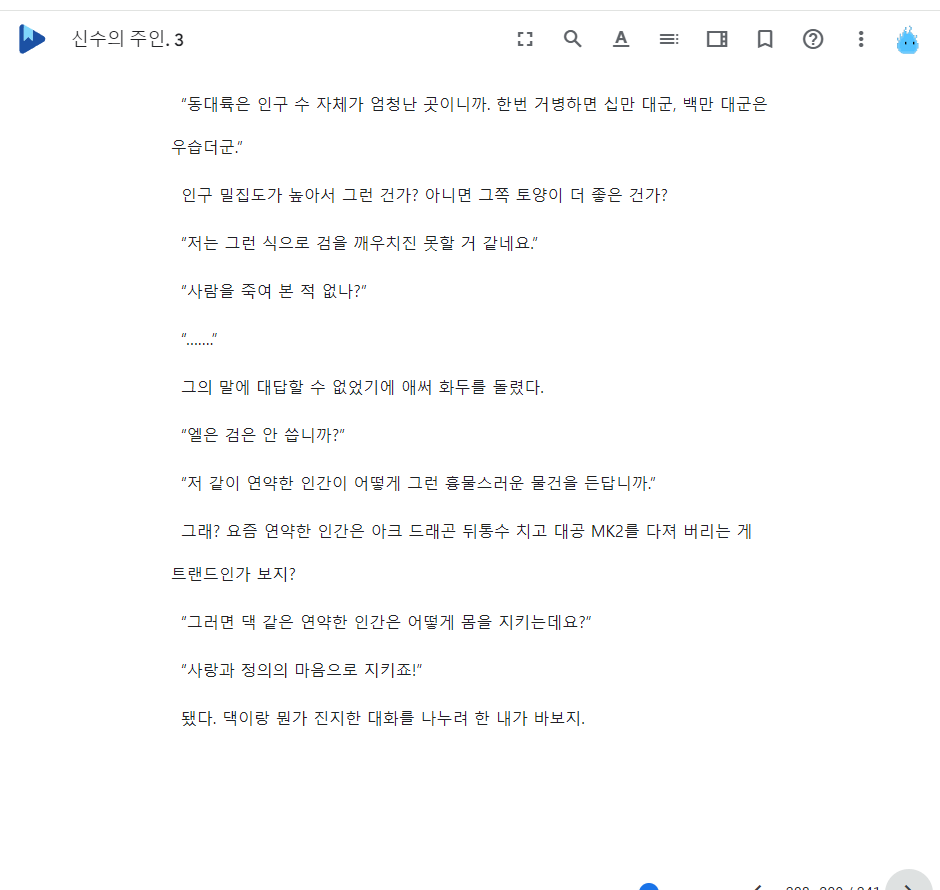 신수의 주인. 3
“동대륙은 인구 수 자체가 엄청난 곳이니까. 한번 거병하면 십만 대군, 백만 대군은
우습더군.”
인구 밀집도가 높아서 그런 건가? 아니면 그쪽 토양이 더 좋은 건가?
“저는 그런 식으로 검을 깨우치진 못할 거 같네요.”
“사람을 죽여 본 적 없나?”
“.......”
그의 말에 대답할 수 없었기에 애써 화두를 돌렸다.
“엘은 검은 안 씁니까?”
“저 같이 연약한 인간이 어떻게 그런 흉물스러운 물건을 든답니까.”
그래? 요즘 연약한 인간은 아크 드래곤 뒤통수 치고 대공 MK2를 다져 버리는 게
트랜드인가 보지?
“그러면 댁 같은 연약한 인간은 어떻게 몸을 지키는데요?”
“사랑과 정의의 마음으로 지키죠!”
됐다. 댁이랑 뭔가 진지한 대화를 나누려 한 내가 바보지.